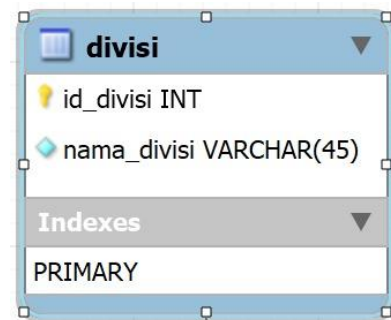 divisi
id_divisi INT
nama_divisi VARCHAR(45)
Indexes
PRIMARY